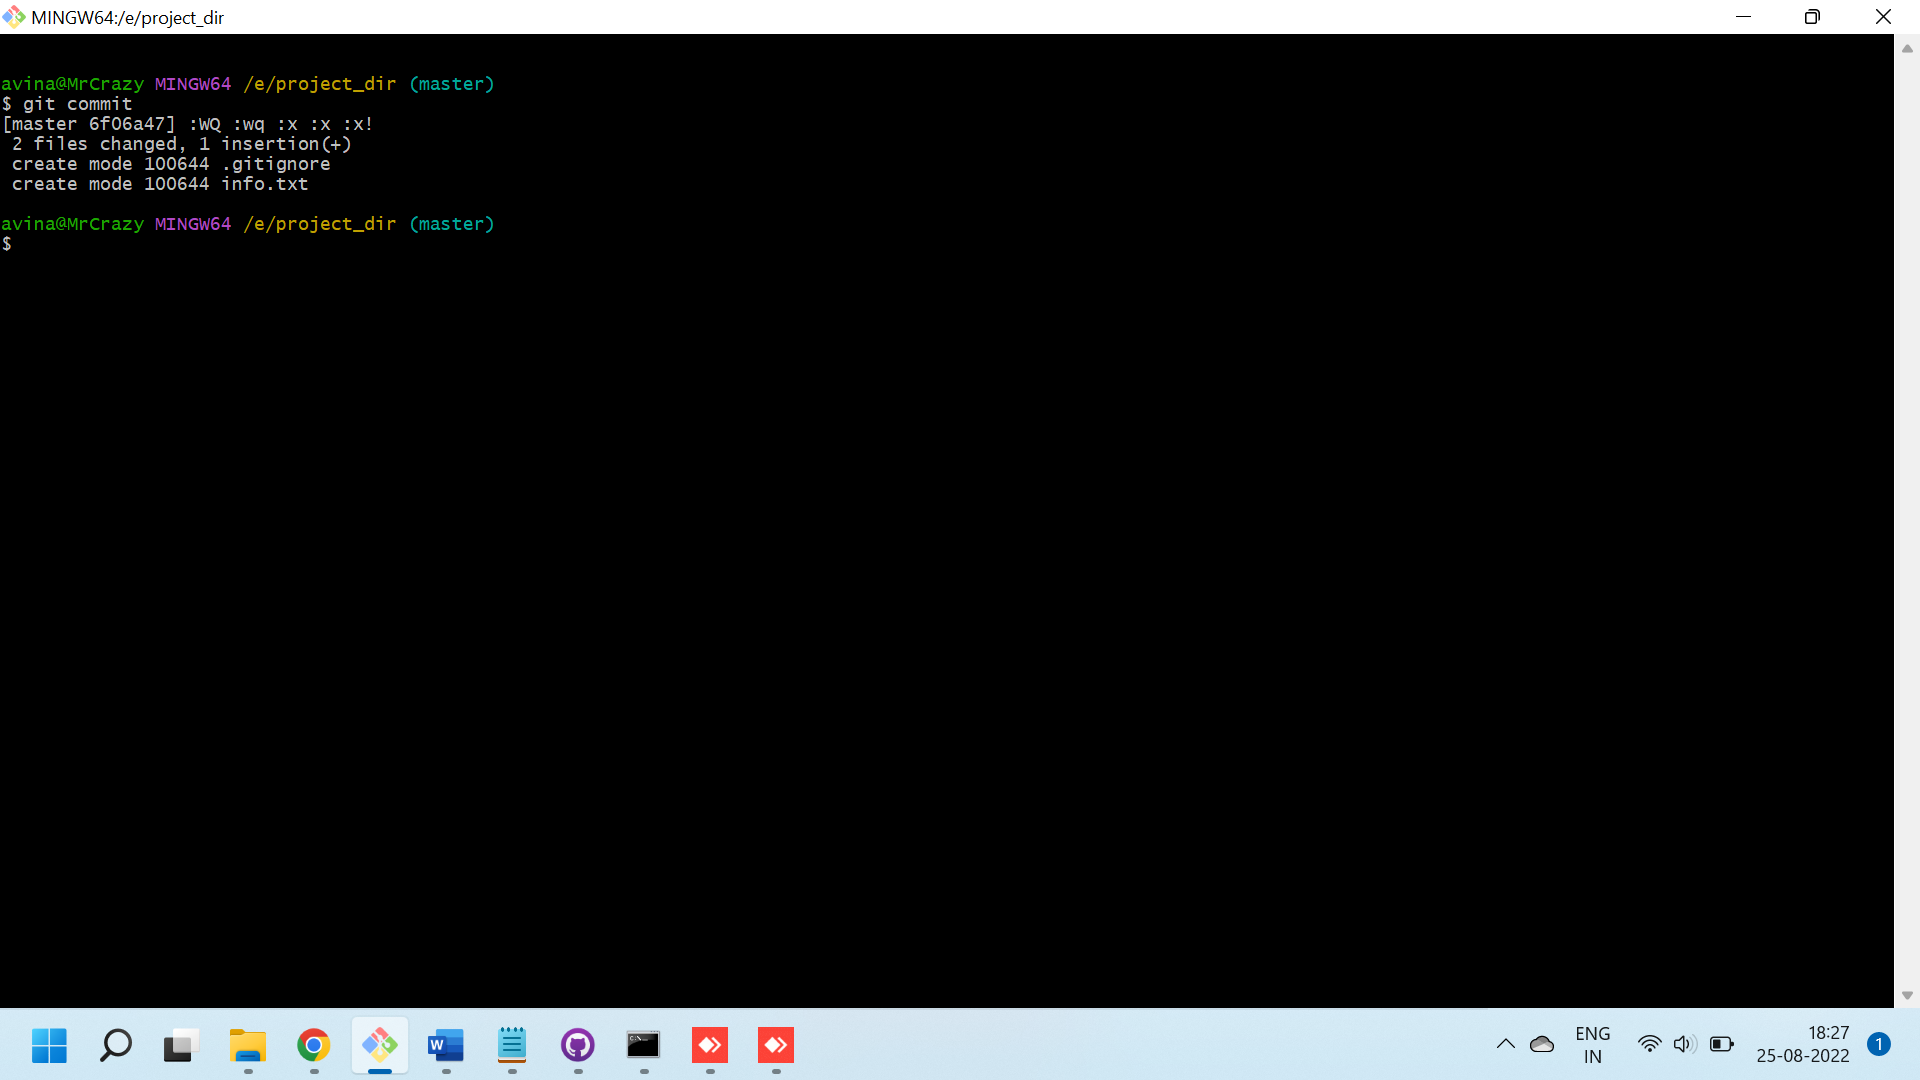 MINGW64:/e/project_dir
avina@MrCrazy MINGW64 /e/project_dir (master)
$ git commit
[master 6f06a47] :WQ :wq :x :x :x!
 2 files changed, 1 insertion(+)
 create mode 100644 .gitignore
 create mode 100644 info.txt
avina@MrCrazy MINGW64 /e/project_dir (master)
$
W
C:\_
ENG
IN
18:27
25-08-2022
1